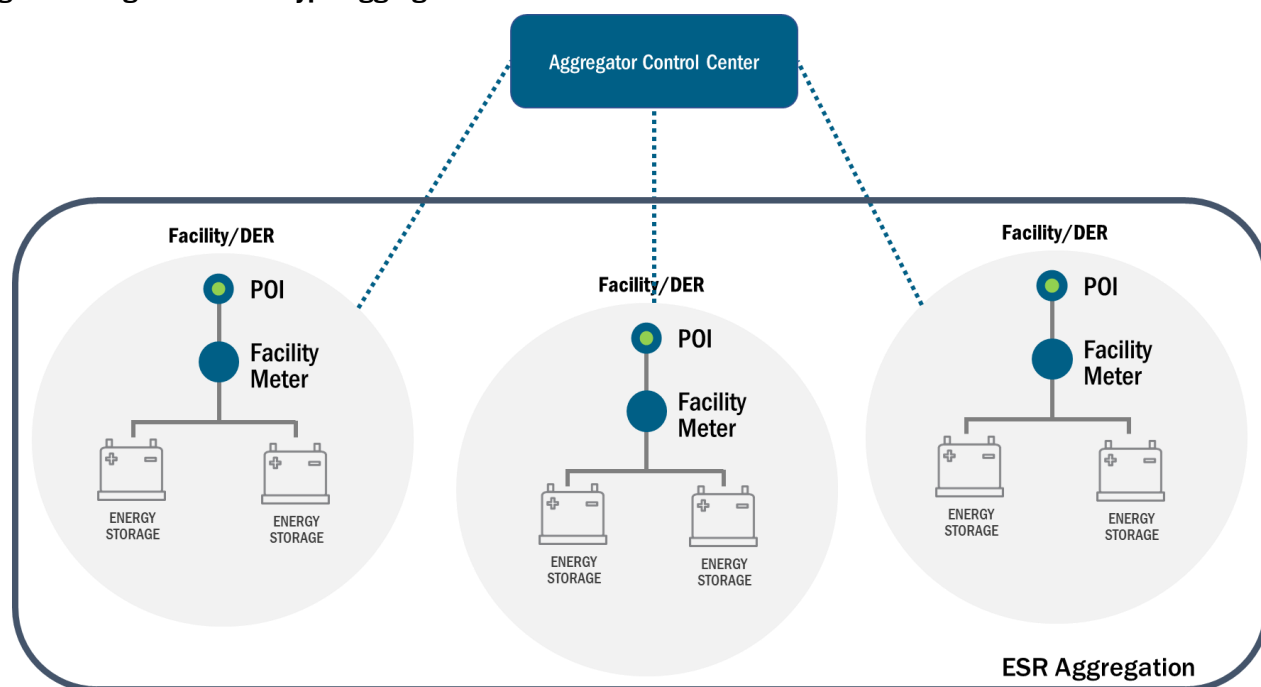 Aggregator Control Center
Facility/DER
POI
Facility
Meter
ENERGY
STORAGE
ENERGY
STORAGE
Facility/DER
POI
Facility
Meter
ENERGY
STORAGE
ENERGY
STORAGE
Facility/DER
POI
Facility
Meter
ENERGY
STORAGE
ENERGY
STORAGE
ESR Aggregation